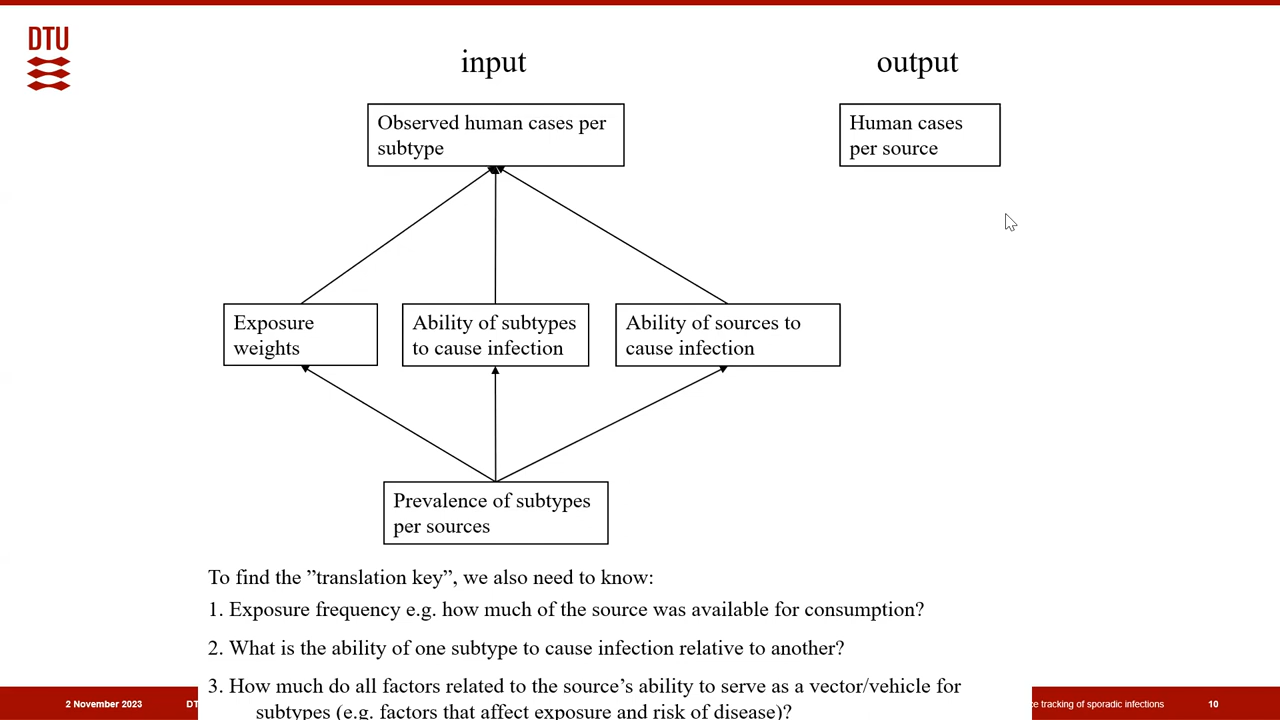 DTU
input
output
Observed human cases per
subtype
Human cases
per source
Exposure
weights
Ability of subtypes
to cause infection
Ability of sources to
cause infection
Prevalence of subtypes
per sources
To find the ”translation key”, we also need to know:
1. Exposure frequency e.g. how much of the source was available for consumption?
2. What is the ability of one subtype to cause infection relative to another?
3. How much do all factors related to the source’s ability to serve as a vector/vehicle for
subtypes (e.g. factors that affect exposure and risk of disease)?
2 November 2023
tracking of sporadic infections
10